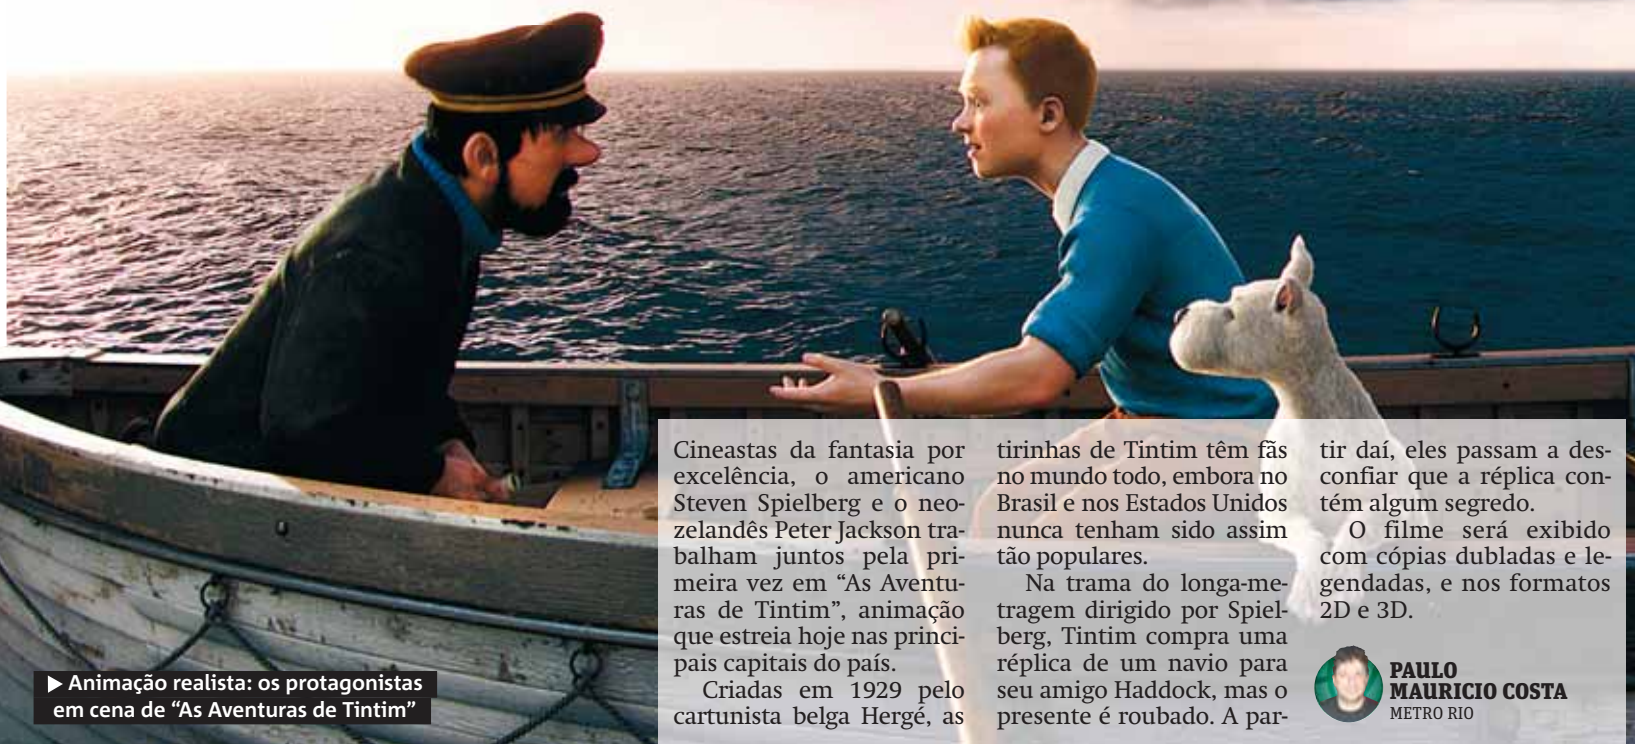 Cineastas da fantasia por
excelência, o americano
Steven Spielberg e o neo-
zelandês Peter Jackson tra-
balham juntos pela pri-
meira vez em “As Aventu-
ras de Tintim”, animação
que estreia hoje nas princi-
pais capitais do país.
Criadas em 1929 pelo
cartunista belga Hergé, as
tirinhas de Tintim têm fãs
no mundo todo, embora no
Brasil e nos Estados Unidos
nunca tenham sido assim
tão populares.
Na trama do longa-me-
tragem dirigido por Spiel-
berg, Tintim compra uma
réplica de um navio para
seu amigo Haddock, mas o
presente é roubado. A par-
tir daí, eles passam a des-
confiar que a réplica con-
tém algum segredo.
O filme será exibido
com cópias dubladas e le-
gendadas, e nos formatos
2D e 3D.
PAULO
MAURICIO COSTA
METRO RIO
▶ Animação realista: os protagonistas
em cena de “As Aventuras de Tintim”